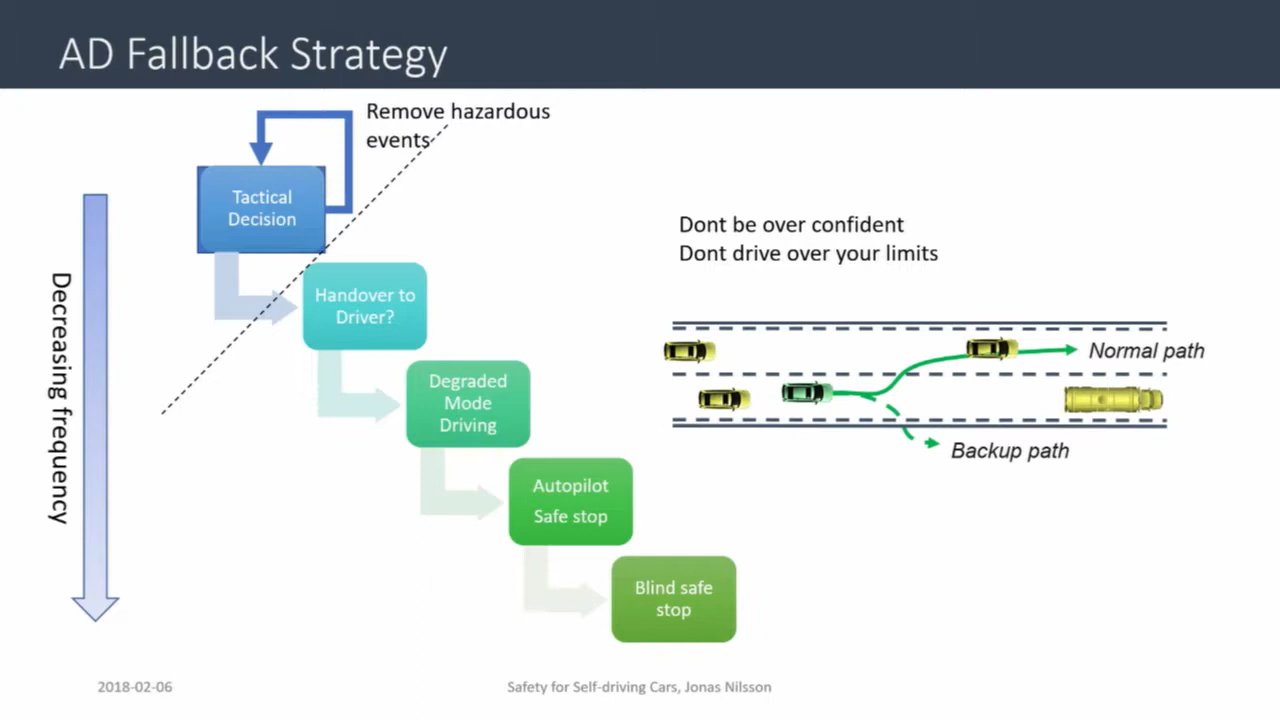 AD Fallback Strategy
Remove hazardous
events
Tactical
Decision
Handover to
Driver?
Degraded
Mode
Driving
Autopilot
Safe stop
Blind safe
stop
Decreasing frequency
Dont be over confident
Dont drive over your limits
Normal path
Backup path
2018-02-06
Safety for Self-driving Cars, Jonas Nilsson